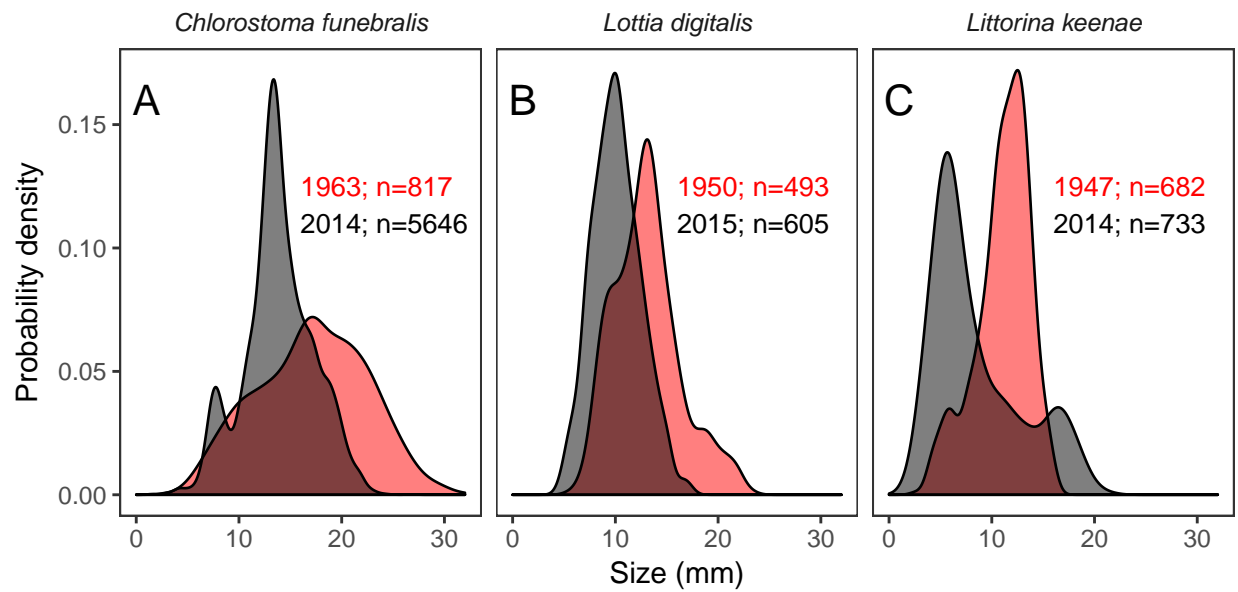 Chlorostoma funebralis
Lottia digitalis
Littorina keenae
A
B
C
1963; n=817
2014; n=5646
1950; n=493
2015; n=605
1947; n=682
2014; n=733
Probability density
0.15
0.10
0.05
0.00
0 10 20 30
0 10 20 30
0 10 20 30
Size (mm)